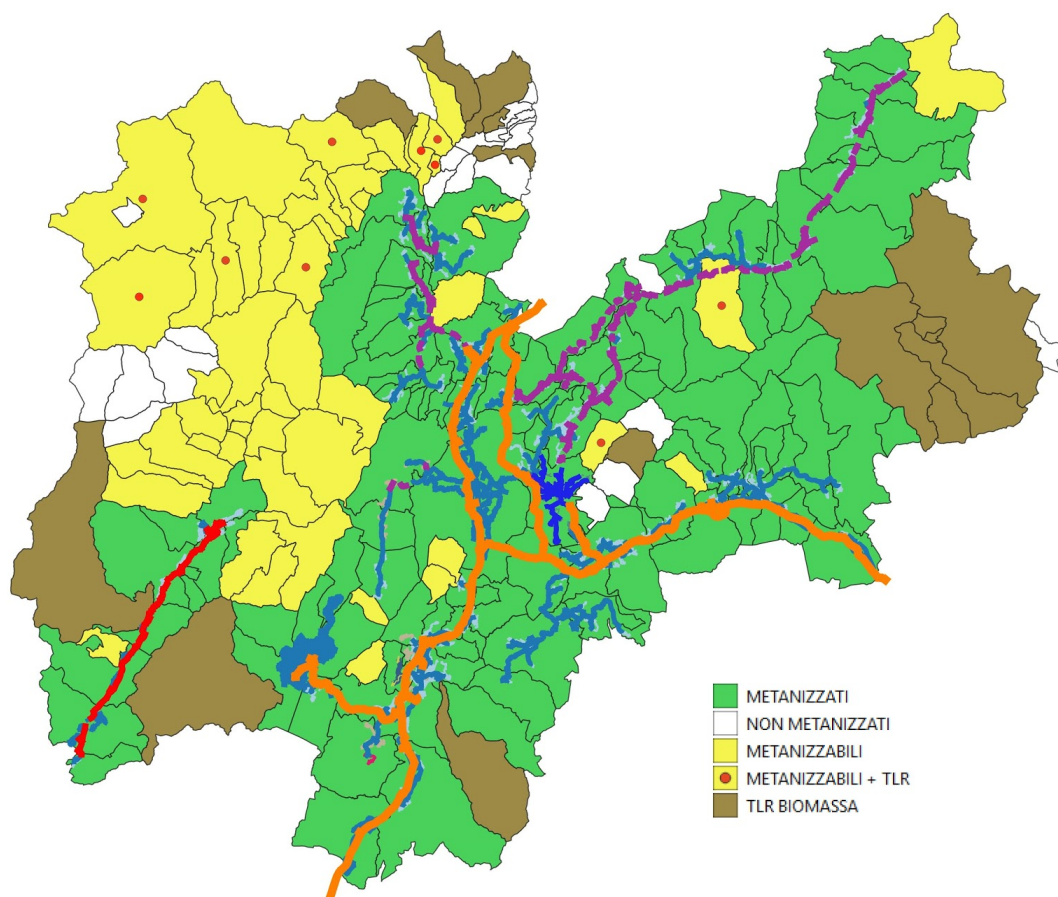 METANIZZATI
NON METANIZZATI
METANIZZABILI
METANIZZABILI + TLR
TLR BIOMASSA